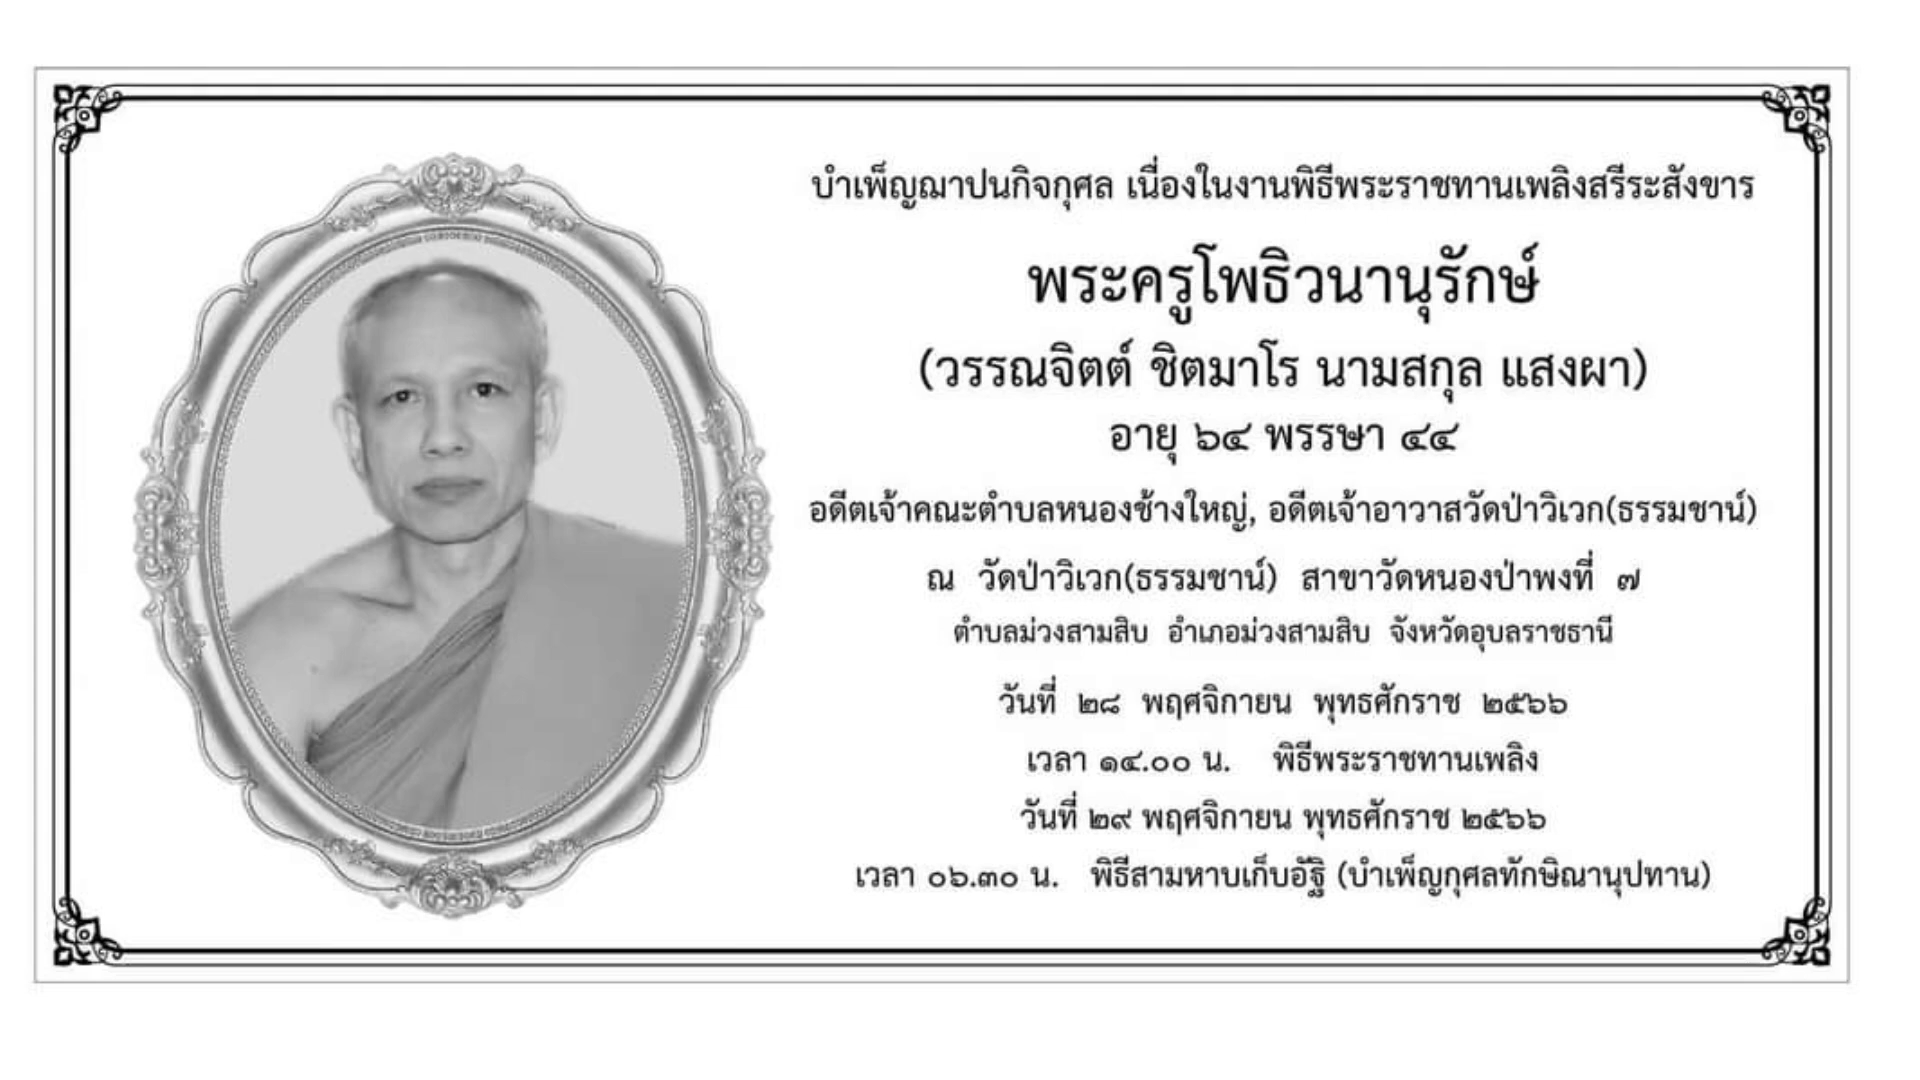 บำเพ็ญฌาปนกิจกุศล เนื่องในงานพิธีพระราชทานเพลิงสรีระสังขาร
พระครูโพธิวนานุรักษ์
(วรรณจิตต์ ชิตมาโร นามสกุล แสงผา)
อายุ ๖๔ พรรษา ๔๔
อดีตเจ้าคณะตำบลหนองช้างใหญ่, อดีตเจ้าอาวาสวัดป่าวิเวก(ธรรมชาน์)
ณ วัดป่าวิเวก(ธรรมชาน์) สาขาวัดหนองป่าพงที่ ๗
ตำบลม่วงสามสิบ อำเภอม่วงสามสิบ จังหวัดอุบลราชธานี
วันที่ ๒๘ พฤศจิกายน พุทธศักราช ๒๕๖๖
เวลา ๑๔.๐๐ น. พิธีพระราชทานเพลิง
วันที่ ๒๙ พฤศจิกายน พุทธศักราช ๒๕๖๖
เวลา ๐๖.๓๐ น. พิธีสามหาบเก็บอัฐิ (บำเพ็ญกุศลทักษิณานุปทาน)